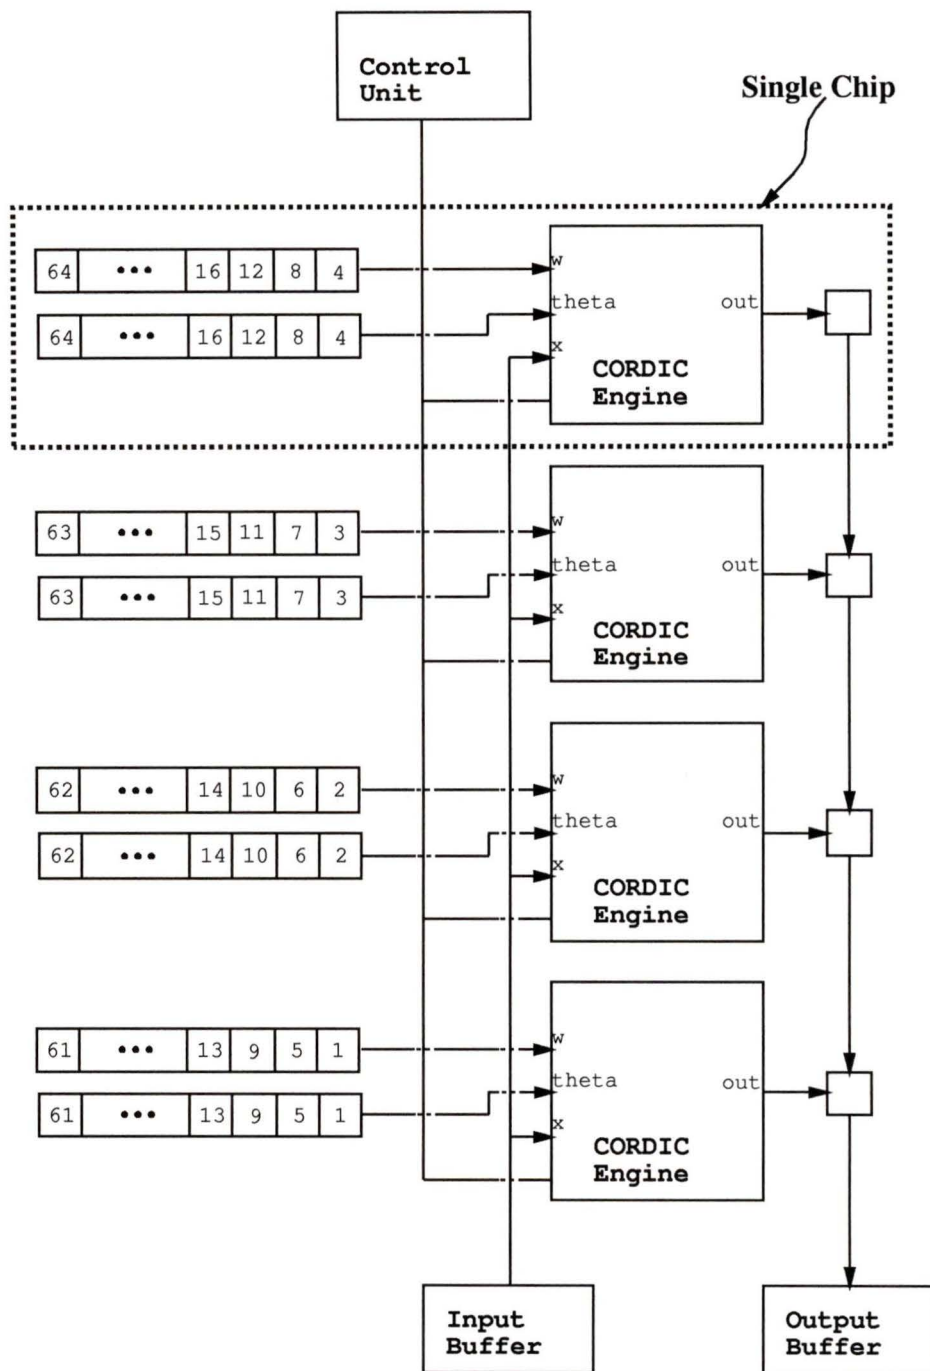 Control
Unit
Single Chip
64 ••• 16 12 8 4
w
64 ••• 16 12 8 4
theta
out
x
CORDIC
Engine
63 ••• 15 11 7 3
w
63 ••• 15 11 7 3
theta
out
x
CORDIC
Engine
62 ••• 14 10 6 2
w
62 ••• 14 10 6 2
theta
out
x
CORDIC
Engine
61 ••• 13 9 5 1
w
61 ••• 13 9 5 1
theta
out
x
CORDIC
Engine
Input
Buffer
Output
Buffer